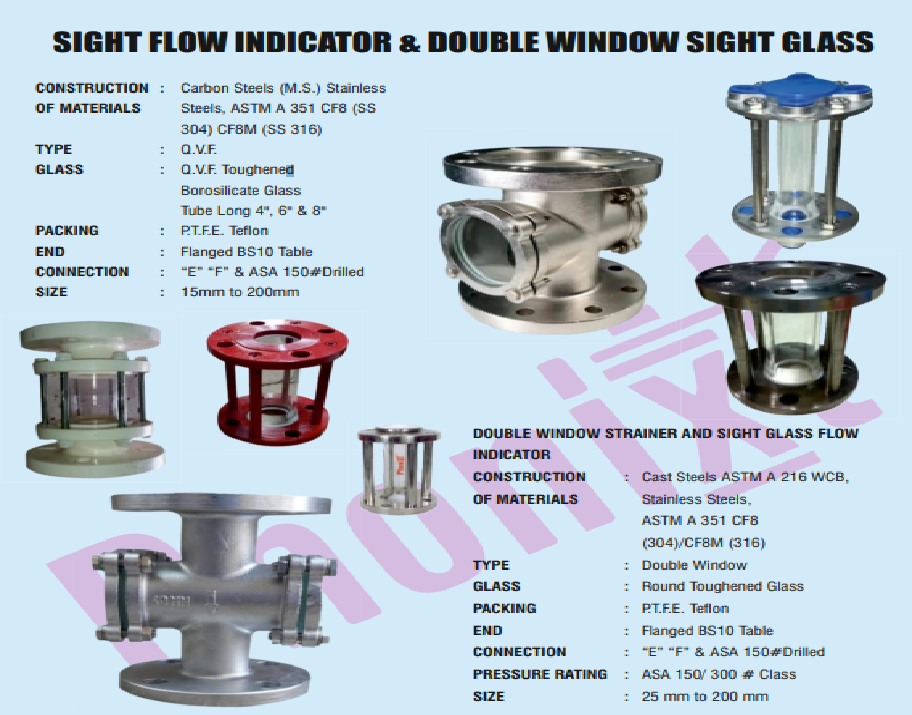 SIGHT FLOW INDICATOR & DOUBLE WINDOW SIGHT GLASS
CONSTRUCTION : Carbon Steels (M.S.) Stainless
OF MATERIALS Steels, ASTM A 351 CF8 (SS
304) CF8M (SS 316)
TYPE : Q.V.F.
GLASS : Q.V.F. Toughened
Borosilicate Glass
Tube Long 4", 6" & 8"
PACKING : P.T.F.E. Teflon
END : Flanged BS10 Table
CONNECTION : “E” “F” & ASA 150#Drilled
SIZE : 15mm to 200mm
DOUBLE WINDOW STRAINER AND SIGHT GLASS FLOW
INDICATOR
CONSTRUCTION : Cast Steels ASTM A 216 WCB,
OF MATERIALS Stainless Steels,
ASTM A 351 CF8
(304)/CF8M (316)
TYPE : Double Window
GLASS : Round Toughened Glass
PACKING : P.T.F.E. Teflon
END : Flanged BS10 Table
CONNECTION : “E” “F” & ASA 150#Drilled
PRESSURE RATING : ASA 150/ 300 # Class
SIZE : 25 mm to 200 mm